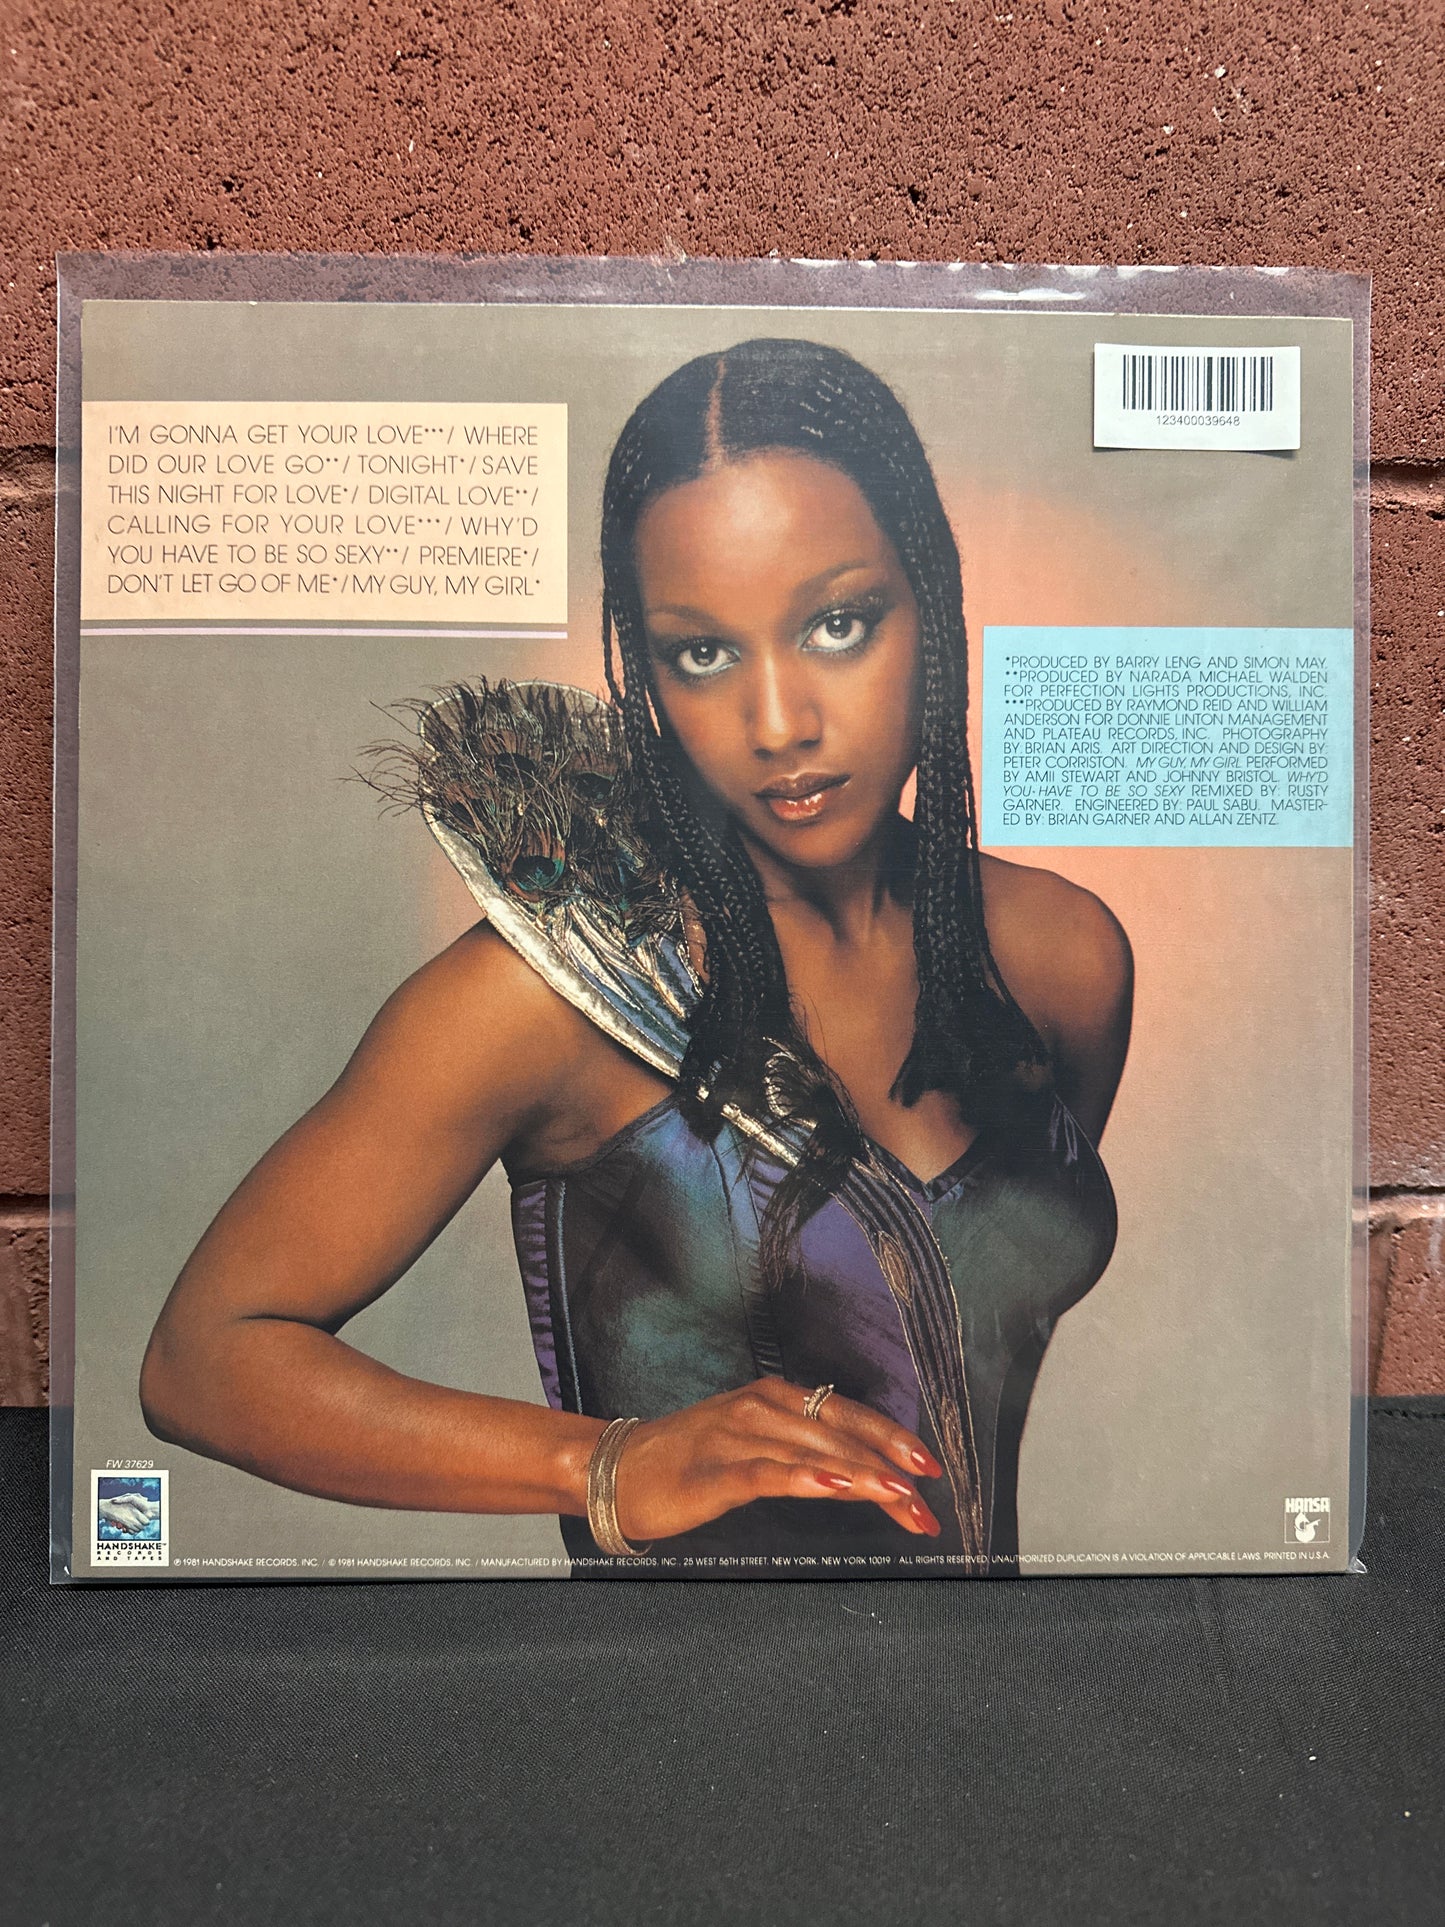 I'M GONNA GET YOUR LOVE***/ WHERE
DID OUR LOVE GO**/ TONIGHT*/ SAVE
THIS NIGHT FOR LOVE*/ DIGITAL LOVE**/
CALLING FOR YOUR LOVE***/ WHY'D
YOU HAVE TO BE SO SEXY**/ PREMIERE*/
DON'T LET GO OF ME*/ MY GUY, MY GIRL*
123400039648
*PRODUCED BY BARRY LENG AND SIMON MAY.
**PRODUCED BY NARADA MICHAEL WALDEN
FOR PERFECTION LIGHTS PRODUCTIONS, INC.
***PRODUCED BY RAYMOND REID AND WILLIAM
ANDERSON FOR DONNIE LINTON MANAGEMENT
AND PLATEAU RECORDS, INC. PHOTOGRAPHY
BY: BRIAN ARIS. ART DIRECTION AND DESIGN BY:
PETER CORRISTON. MY GUY, MY GIRL PERFORMED
BY AMII STEWART AND JOHNNY BRISTOL. WHY'D
YOU HAVE TO BE SO SEXY REMIXED BY: RUSTY
GARNER. ENGINEERED BY: PAUL SABU. MASTER-
ED BY: BRIAN GARNER AND ALLAN ZENTZ.
FW 37629
HANDSHAKE™
RECORDS
AND TAPES
℗ 1981 HANDSHAKE RECORDS, INC. / © 1981 HANDSHAKE RECORDS, INC. / MANUFACTURED BY HANDSHAKE RECORDS, INC., 25 WEST 56TH STREET, NEW YORK, NEW YORK 10019 / ALL RIGHTS RESERVED. UNAUTHORIZED DUPLICATION IS A VIOLATION OF APPLICABLE LAWS. PRINTED IN U.S.A.
HANSA